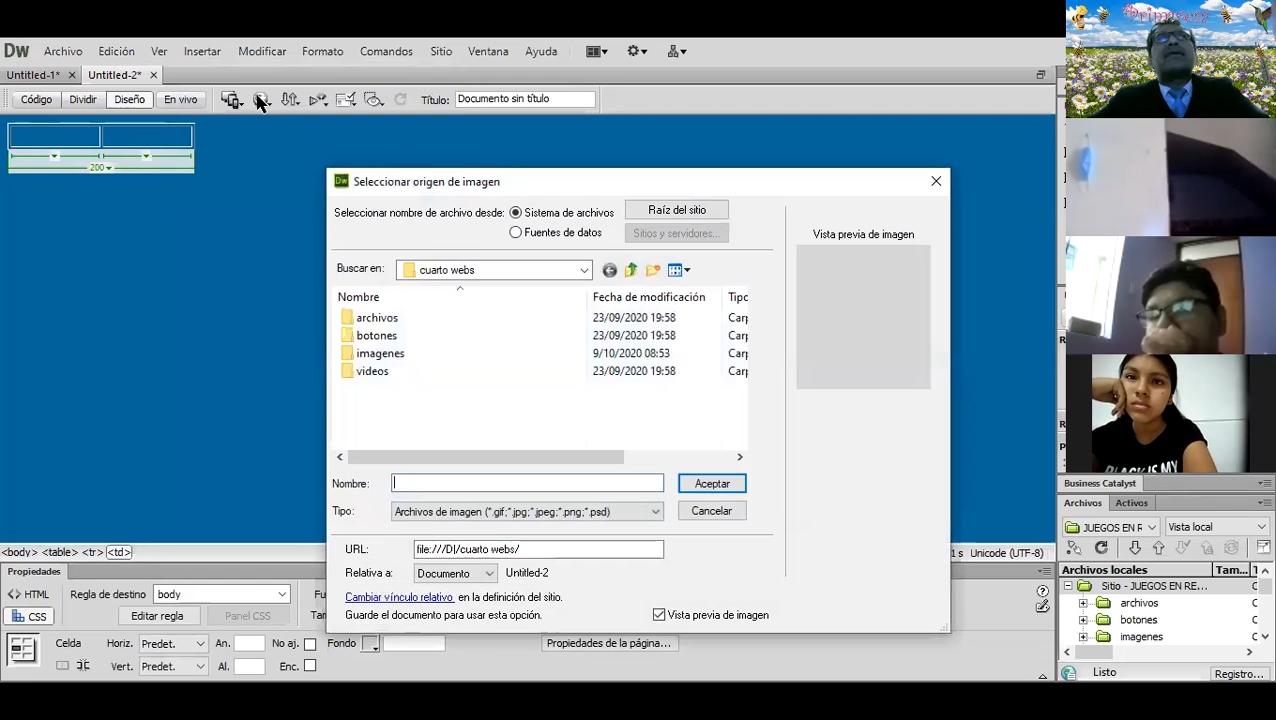 Primavera
Dw Archivo Edición Ver Insertar Modificar Formato Comandos Sitio Ventana Ayuda
Untitled-1* × Untitled-2* ×
Código Dividir Diseño En vivo Título: Documento sin título
200
Dw Seleccionar origen de imagen
Seleccionar nombre de archivo desde: Sistema de archivos Raíz del sitio
Fuentes de datos Sitios y servidores...
Vista previa de imagen
Buscar en: cuarto webs
Nombre Fecha de modificación Tipo
archivos 23/09/2020 19:58 Carp
botones 23/09/2020 19:58 Carp
imagenes 9/10/2020 08:53 Carp
videos 23/09/2020 19:58 Carp
Nombre: Aceptar
Tipo: Archivos de imagen (*.gif;*.jpg;*.jpeg;*.png;*.psd) Cancelar
URL: file:///D|/cuarto webs/
Relativa a: Documento Untitled-2
Cambiar vínculo relativo en la definición del sitio.
Guarde el documento para usar esta opción. Vista previa de imagen
<body> <table> <tr> <td> 1 s Unicode (UTF-8)
Propiedades
HTML Regla de destino body Fu
CSS Editar regla Panel CSS Tam
Celda Horiz. Predet. An. No aj. Fondo Propiedades de la página...
Vert. Predet. Al. Enc.
BLACK IS MY
Business Catalyst
Archivos Activos
JUEGOS EN R Vista local
Archivos locales Tam... T
Sitio - JUEGOS EN RE... C
archivos C
botones C
imagenes C
Listo Registro...